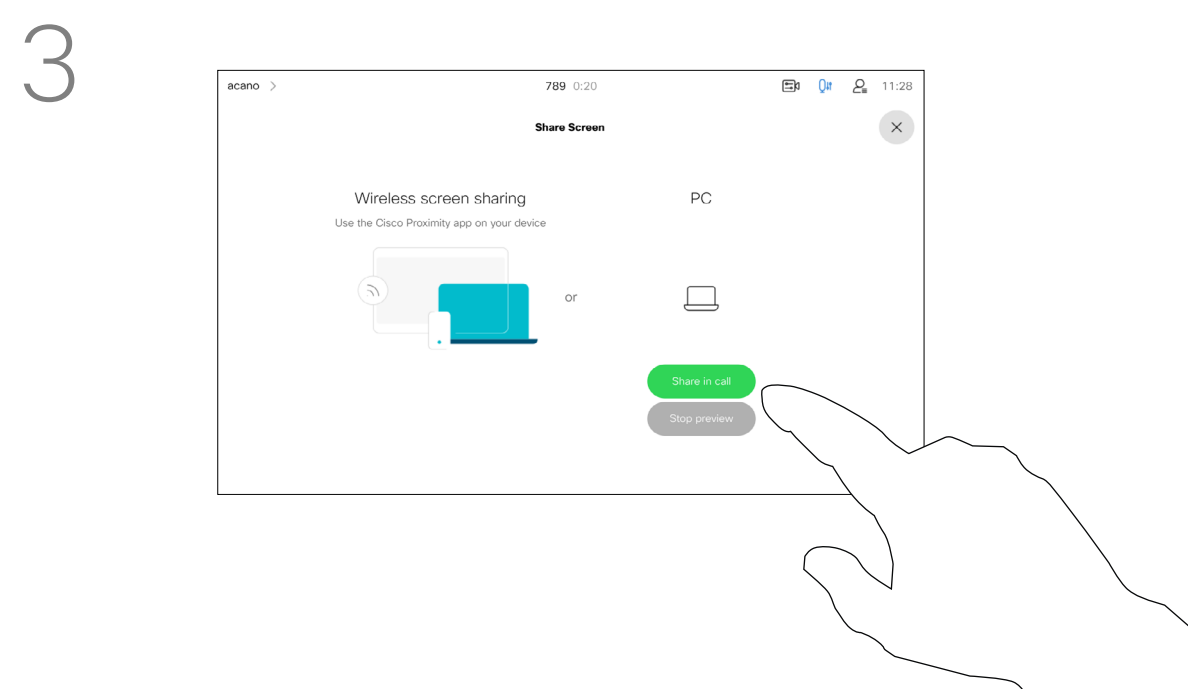 3
acano >
789 0:20
11:28
Share Screen
Wireless screen sharing
Use the Cisco Proximity app on your device
or
PC
Share in call
Stop preview